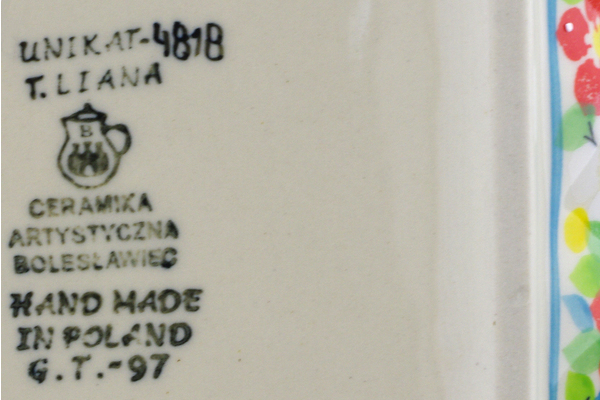 UNIKAT-4818
T. LIANA
B
CERAMIKA
ARTYSTYCZNA
BOLESŁAWIEC
HAND MADE
IN POLAND
G.T.-97